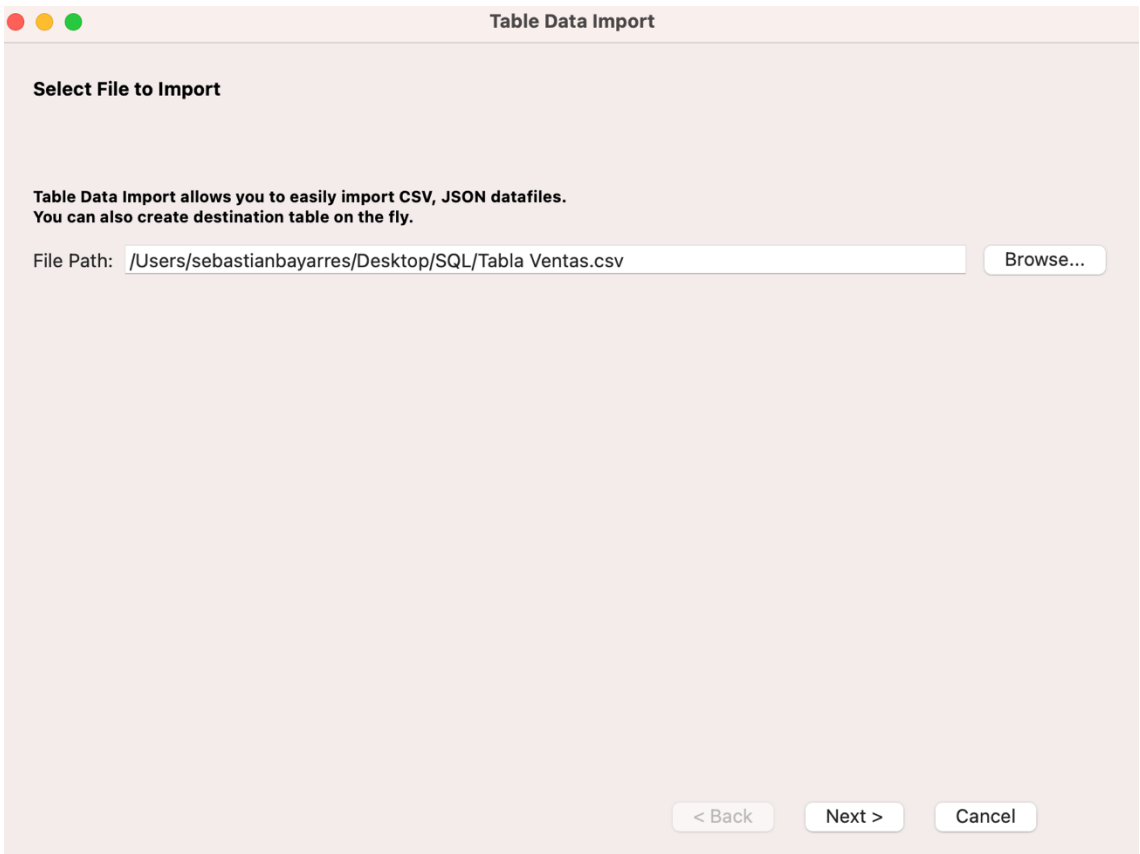 Table Data Import
Select File to Import
Table Data Import allows you to easily import CSV, JSON datafiles.
You can also create destination table on the fly.
File Path: /Users/sebastianbayarres/Desktop/SQL/Tabla Ventas.csv Browse...
< Back Next > Cancel